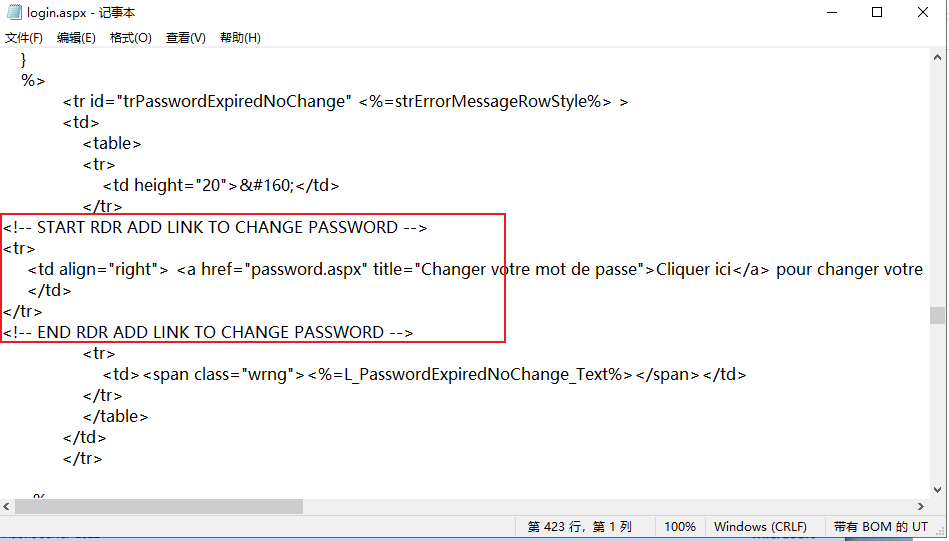 login.aspx - 记事本
文件(F) 编辑(E) 格式(O) 查看(V) 帮助(H)
}
%>
<tr id="trPasswordExpiredNoChange" <%=strErrorMessageRowStyle%> >
<td>
<table>
<tr>
<td height="20">&#160;</td>
</tr>
<!-- START RDR ADD LINK TO CHANGE PASSWORD -->
<tr>
<td align="right"> <a href="password.aspx" title="Changer votre mot de passe">Cliquer ici</a> pour changer votre
</td>
</tr>
<!-- END RDR ADD LINK TO CHANGE PASSWORD -->
<tr>
<td><span class="wrng"><%=L_PasswordExpiredNoChange_Text%></span></td>
</tr>
</table>
</td>
</tr>
第 423 行，第 1 列 100% Windows (CRLF) 带有 BOM 的 UT